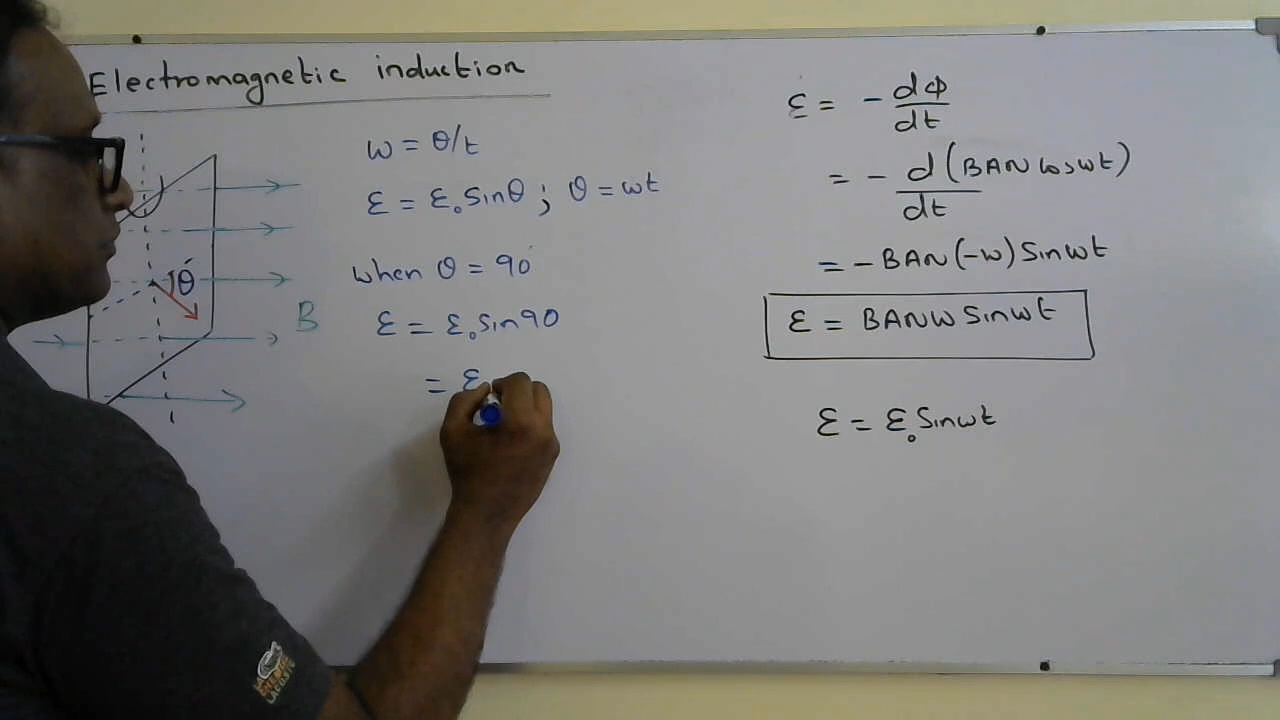 Electromagnetic induction
ω = θ/t
ε = ε₀ Sinθ ; θ = ωt
when θ = 90°
ε = ε₀ Sin90
= ε
θ
B
ε = - dΦ/dt
= - d(BAN Cosωt)/dt
= - BAN(-ω) Sinωt
ε = BANω Sinωt
ε = ε₀ Sinωt